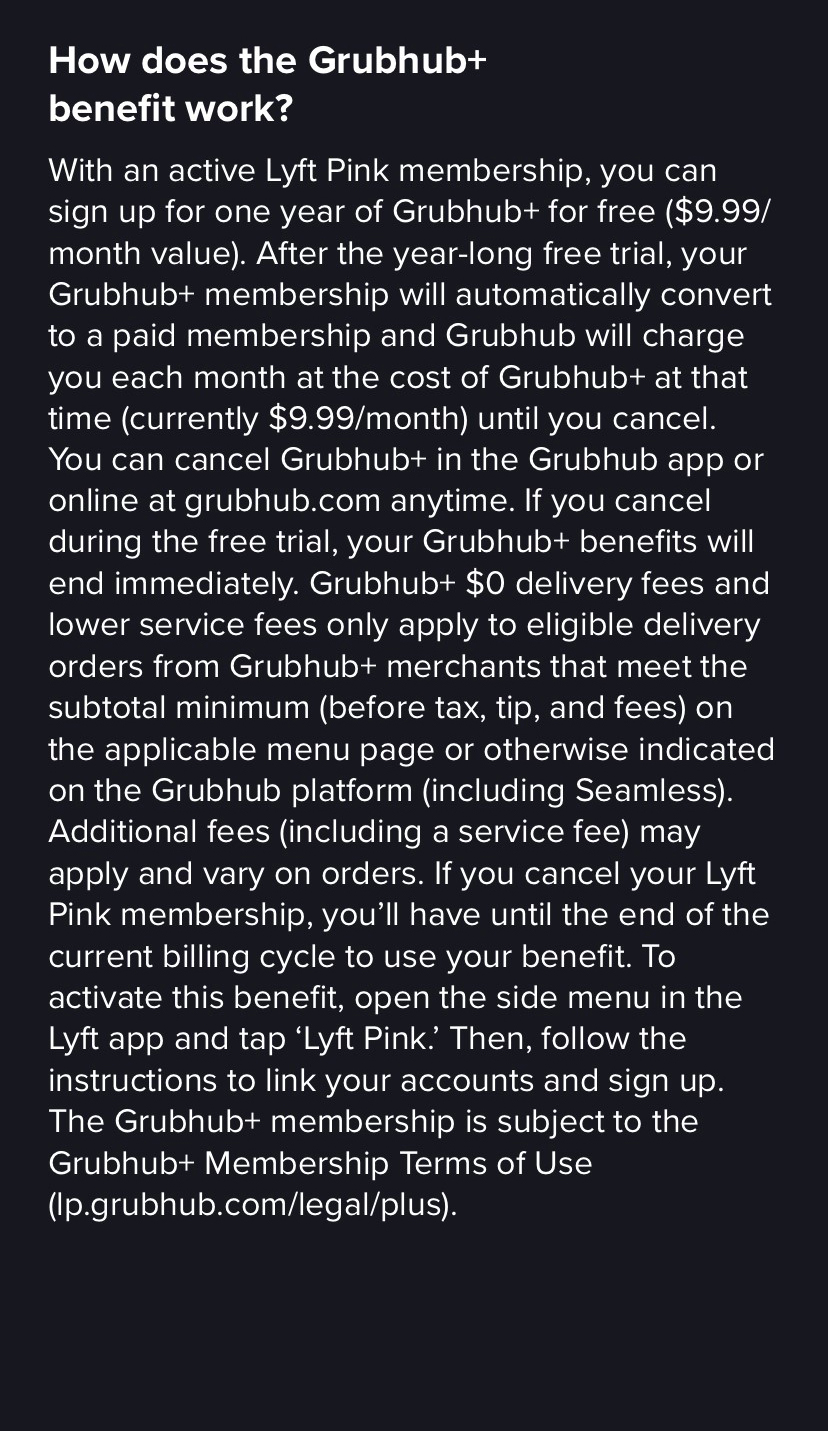 How does the Grubhub+
benefit work?
With an active Lyft Pink membership, you can
sign up for one year of Grubhub+ for free ($9.99/
month value). After the year-long free trial, your
Grubhub+ membership will automatically convert
to a paid membership and Grubhub will charge
you each month at the cost of Grubhub+ at that
time (currently $9.99/month) until you cancel.
You can cancel Grubhub+ in the Grubhub app or
online at grubhub.com anytime. If you cancel
during the free trial, your Grubhub+ benefits will
end immediately. Grubhub+ $0 delivery fees and
lower service fees only apply to eligible delivery
orders from Grubhub+ merchants that meet the
subtotal minimum (before tax, tip, and fees) on
the applicable menu page or otherwise indicated
on the Grubhub platform (including Seamless).
Additional fees (including a service fee) may
apply and vary on orders. If you cancel your Lyft
Pink membership, you’ll have until the end of the
current billing cycle to use your benefit. To
activate this benefit, open the side menu in the
Lyft app and tap ‘Lyft Pink.’ Then, follow the
instructions to link your accounts and sign up.
The Grubhub+ membership is subject to the
Grubhub+ Membership Terms of Use
(lp.grubhub.com/legal/plus).